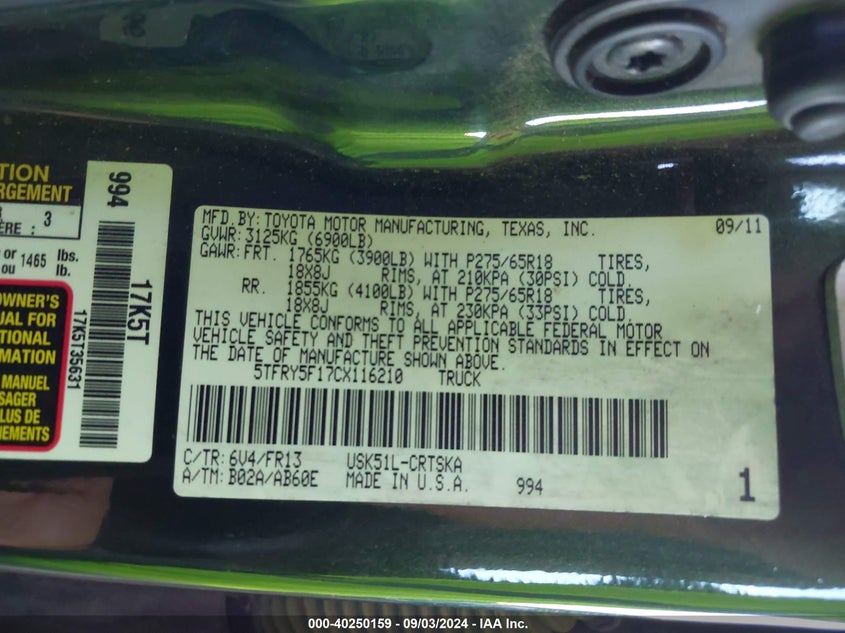 TION
RGEMENT
3
ÈRE :
or 1465 lbs.
ou lb.
OWNER'S
UAL FOR
TIONAL
RMATION
MANUEL
SAGER
PLUS DE
NEMENTS
994
17K5T
17K5T35631
MFD. BY: TOYOTA MOTOR MANUFACTURING, TEXAS, INC. 09/11
GVWR: 3125KG (6900LB)
GAWR: FRT. 1765KG (3900LB) WITH P275/65R18 TIRES,
18X8J RIMS, AT 210KPA (30PSI) COLD.
RR. 1855KG (4100LB) WITH P275/65R18 TIRES,
18X8J RIMS, AT 230KPA (33PSI) COLD.
THIS VEHICLE CONFORMS TO ALL APPLICABLE FEDERAL MOTOR
VEHICLE SAFETY AND THEFT PREVENTION STANDARDS IN EFFECT ON
THE DATE OF MANUFACTURE SHOWN ABOVE.
5TFRY5F17CX116210 TRUCK
C/TR: 6V4/FR13 USK51L-CRTSKA
A/TM: B02A/AB60E MADE IN U.S.A. 994 1
000-40250159 - 09/03/2024 - IAA Inc.